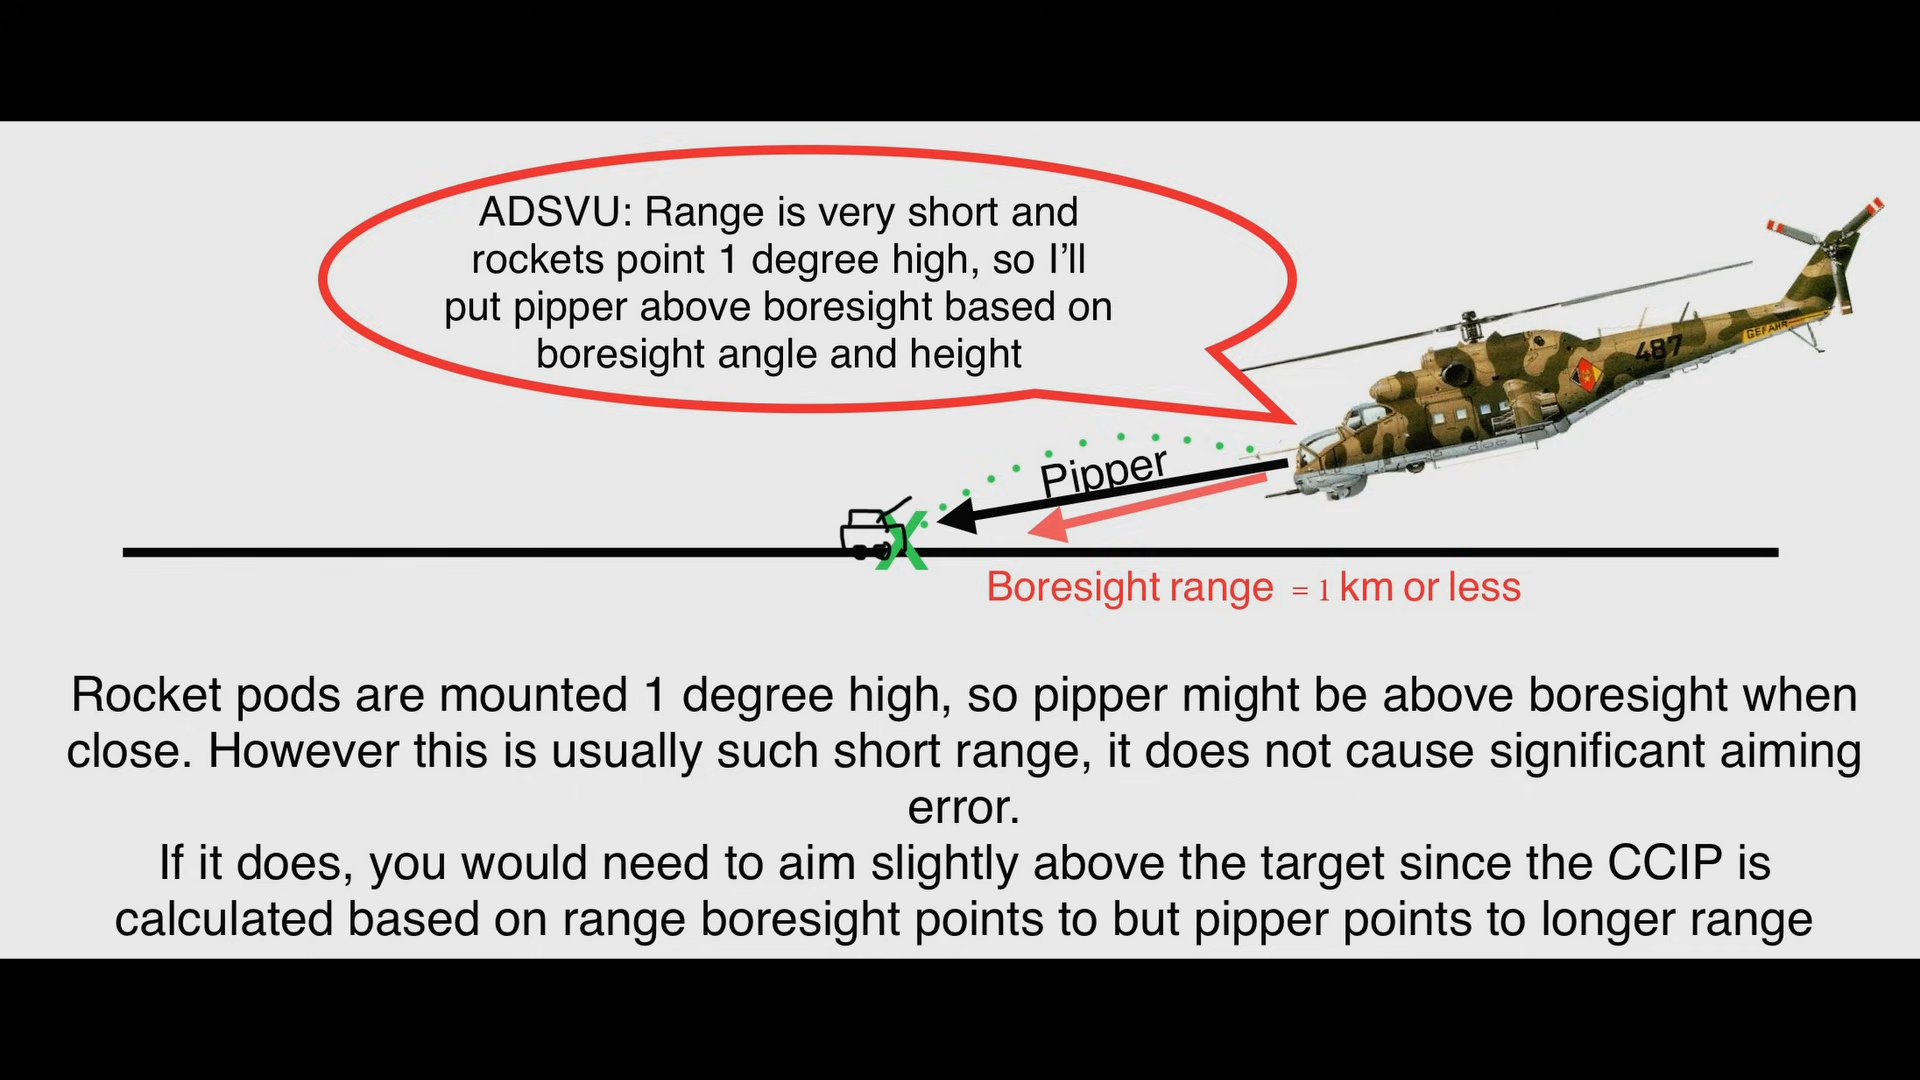 ADSVU: Range is very short and
rockets point 1 degree high, so I'll
put pipper above boresight based on
boresight angle and height
GEFAHR
487
Pipper
X
Boresight range = 1 km or less
Rocket pods are mounted 1 degree high, so pipper might be above boresight when
close. However this is usually such short range, it does not cause significant aiming
error.
If it does, you would need to aim slightly above the target since the CCIP is
calculated based on range boresight points to but pipper points to longer range